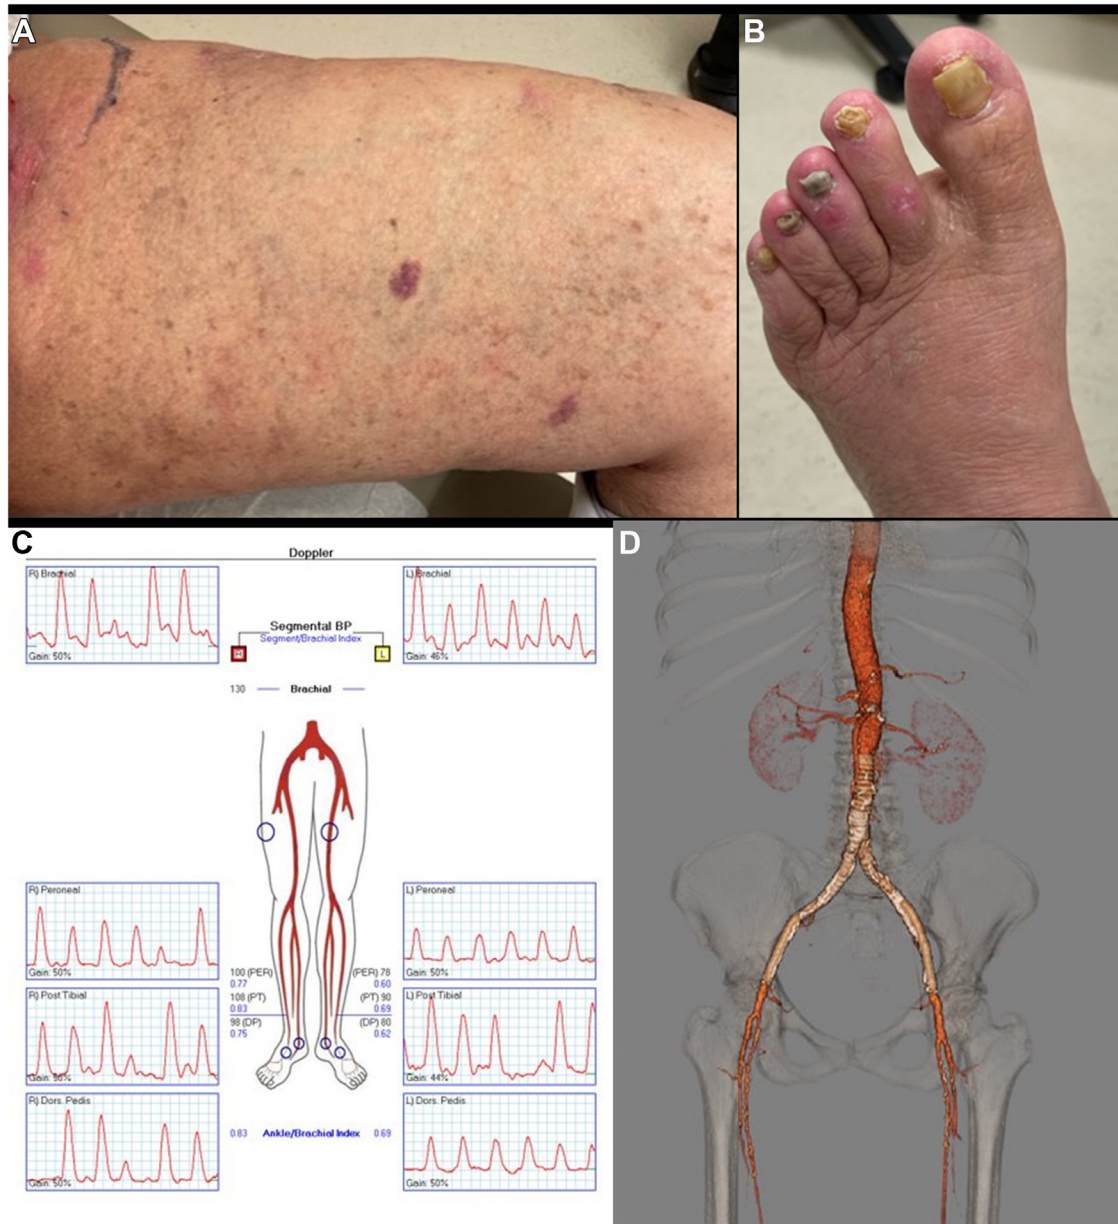 A
B
C
Doppler
R) Brachial
Gain: 50%
L) Brachial
Gain: 46%
Segmental BP
Segment/Brachial Index
R
L
130
Brachial
R) Peroneal
Gain: 50%
L) Peroneal
Gain: 50%
100 (PER)
0.77
108 (PT)
0.83
98 (DP)
0.75
(PER) 78
0.60
(PT) 90
0.69
(DP) 80
0.62
R) Post Tibial
Gain: 50%
L) Post Tibial
Gain: 44%
R) Dors. Pedis
Gain: 50%
L) Dors. Pedis
Gain: 50%
0.83 Ankle/Brachial Index 0.69
D